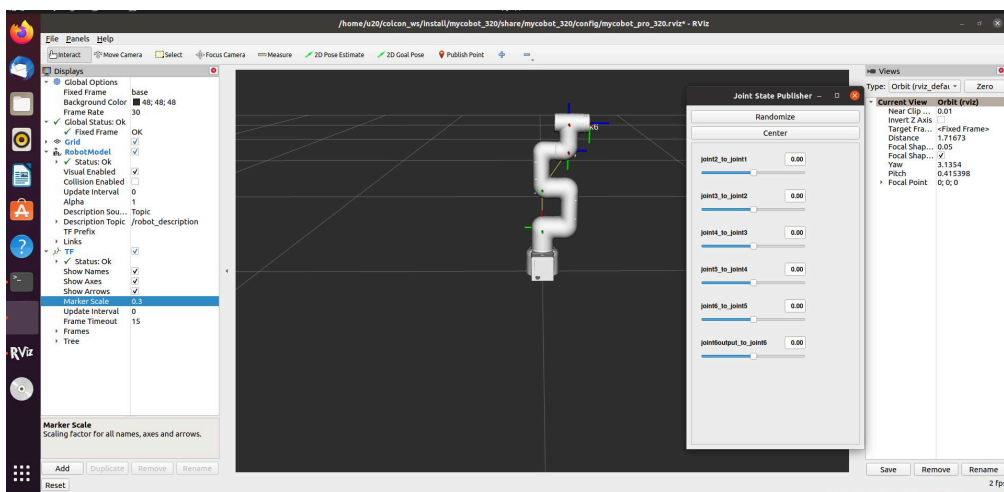 /home/u20/colcon_ws/install/mycobot_320/share/mycobot_320/config/mycobot_pro_320.rviz* - RViz
File Panels Help
Interact Move Camera Select Focus Camera Measure 2D Pose Estimate 2D Goal Pose Publish Point
Displays
Global Options
Fixed Frame base
Background Color 48; 48; 48
Frame Rate 30
Global Status: Ok
Fixed Frame OK
Grid
RobotModel
Status: Ok
Visual Enabled
Collision Enabled
Update Interval 0
Alpha 1
Description Sou... Topic
Description Topic /robot_description
TF Prefix
Links
TF
Status: Ok
Show Names
Show Axes
Show Arrows
Marker Scale 0.3
Update Interval 0
Frame Timeout 15
Frames
Tree
Marker Scale
Scaling factor for all names, axes and arrows.
Add Duplicate Remove Rename
Reset
RViz
Joint State Publisher
Randomize
Center
joint2_to_joint1 0.00
joint3_to_joint2 0.00
joint4_to_joint3 0.00
joint5_to_joint4 0.00
joint6_to_joint5 0.00
joint6output_to_joint6 0.00
Views
Type: Orbit (rviz_defau Zero
Current View Orbit (rviz)
Near Clip ... 0.01
Invert Z Axis
Target Fra... <Fixed Frame>
Distance 1.71673
Focal Shap... 0.05
Focal Shap...
Yaw 3.1354
Pitch 0.415398
Focal Point 0; 0; 0
Save Remove Rename
2 fps